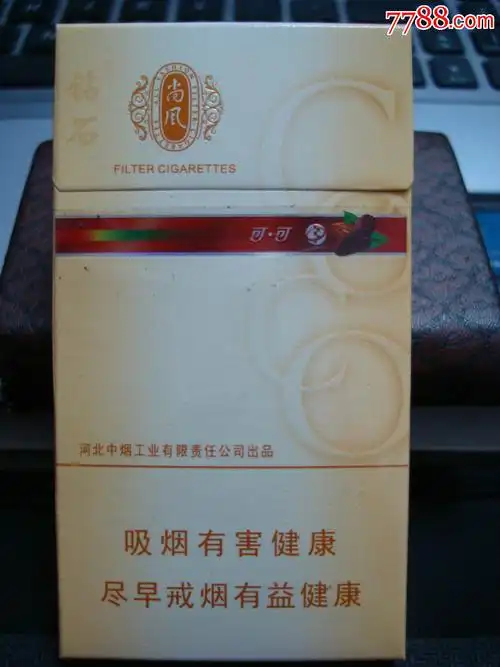 7788.com
钻石
尚风
FILTER CIGARETTES
可·可
河北中烟工业有限责任公司出品
吸烟有害健康
尽早戒烟有益健康